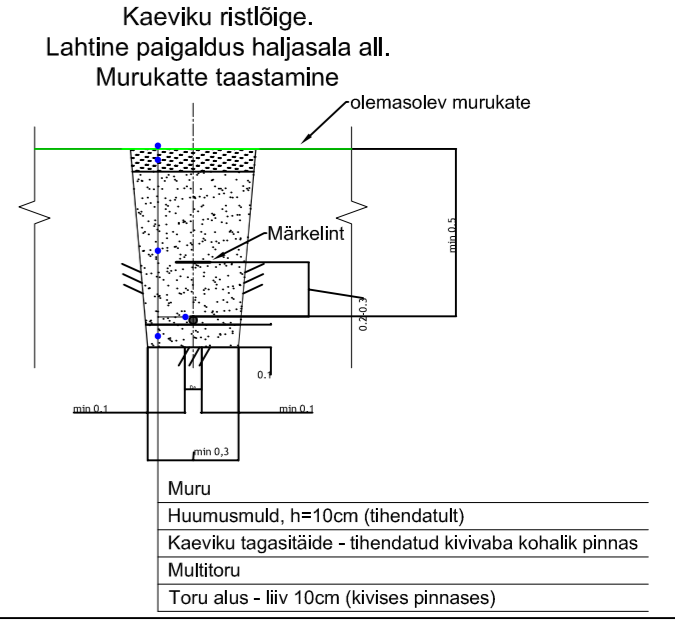 Kaeviku ristlõige.
Lahtine paigaldus haljasala all.
Murukatte taastamine
olemasolev murukate
Märkelint
min 0.5
0.2-0.3
0.1
min 0.1
min 0.1
min 0,3
Muru
Huumusmuld, h=10cm (tihendatult)
Kaeviku tagasitäide - tihendatud kivivaba kohalik pinnas
Multitoru
Toru alus - liiv 10cm (kivises pinnases)